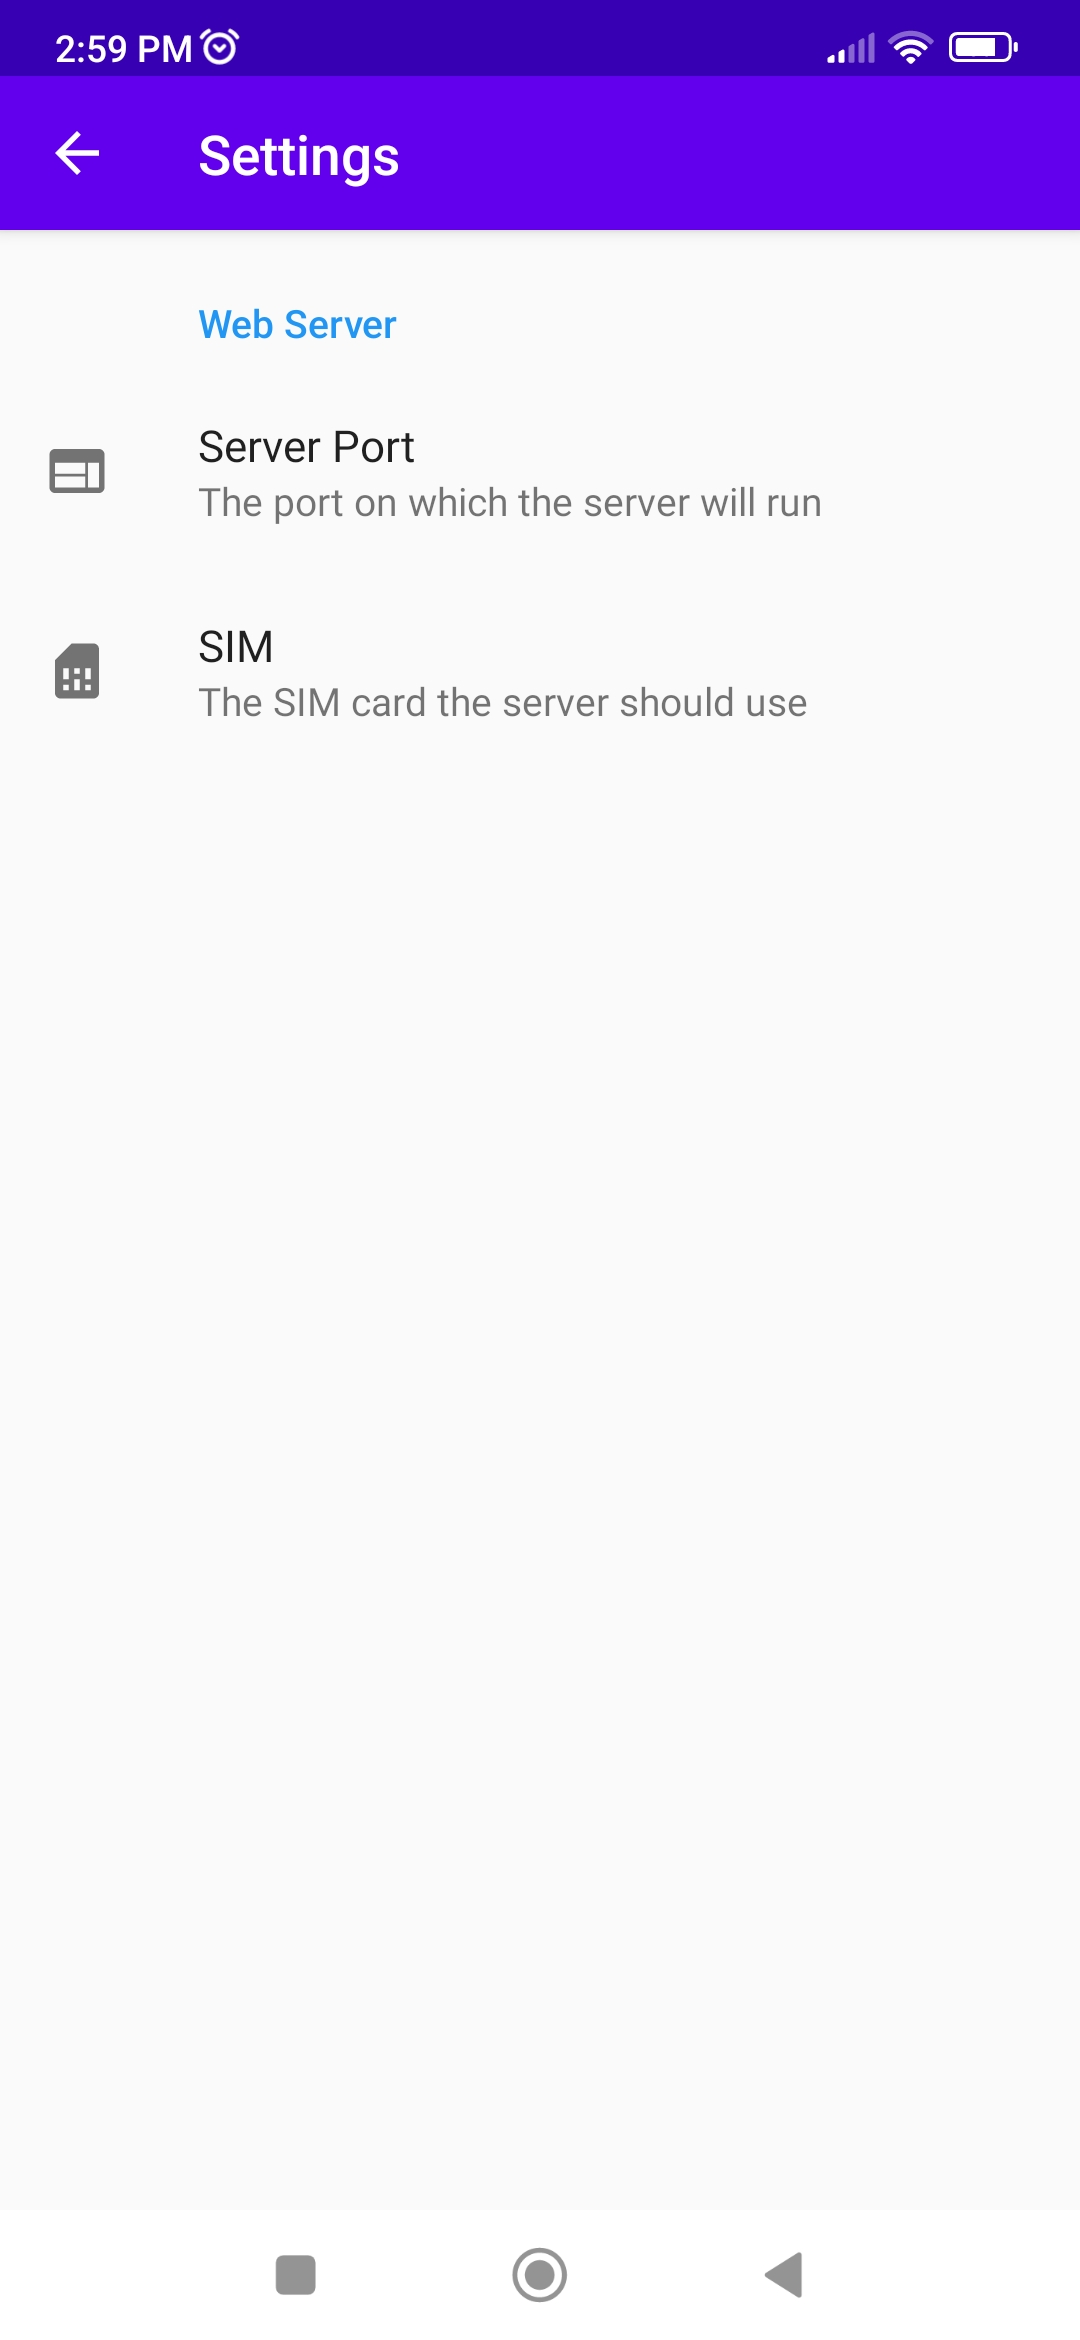 2:59 PM
Settings
Web Server
Server Port
The port on which the server will run
SIM
The SIM card the server should use